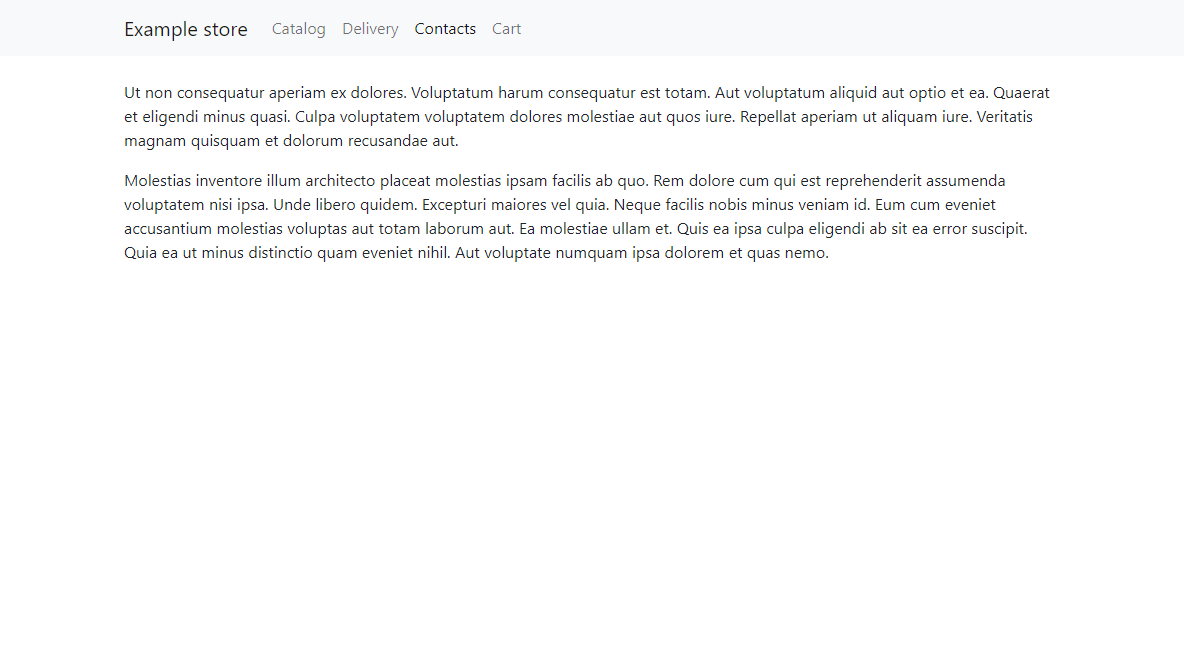 Example store Catalog Delivery Contacts Cart
Ut non consequatur aperiam ex dolores. Voluptatum harum consequatur est totam. Aut voluptatum aliquid aut optio et ea. Quaerat
et eligendi minus quasi. Culpa voluptatem voluptatem dolores molestiae aut quos iure. Repellat aperiam ut aliquam iure. Veritatis
magnam quisquam et dolorum recusandae aut.
Molestias inventore illum architecto placeat molestias ipsam facilis ab quo. Rem dolore cum qui est reprehenderit assumenda
voluptatem nisi ipsa. Unde libero quidem. Excepturi maiores vel quia. Neque facilis nobis minus veniam id. Eum cum eveniet
accusantium molestias voluptas aut totam laborum aut. Ea molestiae ullam et. Quis ea ipsa culpa eligendi ab sit ea error suscipit.
Quia ea ut minus distinctio quam eveniet nihil. Aut voluptate numquam ipsa dolorem et quas nemo.